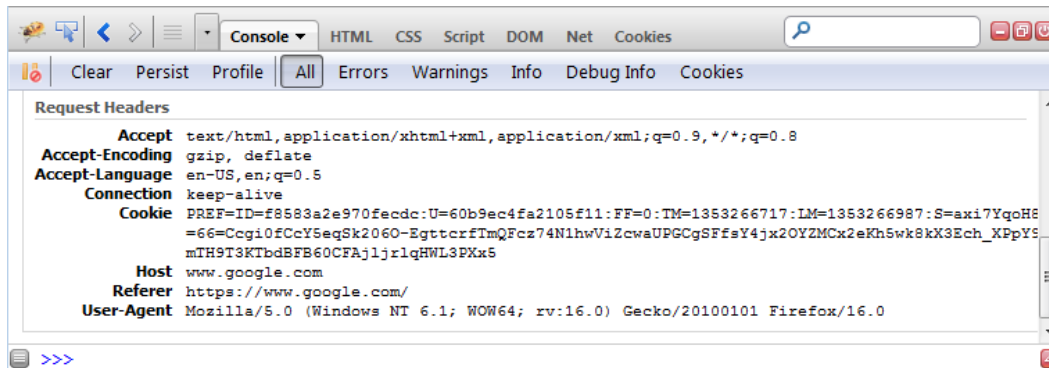 Console HTML CSS Script DOM Net Cookies
Clear Persist Profile All Errors Warnings Info Debug Info Cookies
Request Headers
Accept text/html,application/xhtml+xml,application/xml;q=0.9,*/*;q=0.8
Accept-Encoding gzip, deflate
Accept-Language en-US,en;q=0.5
Connection keep-alive
Cookie PREF=ID=f8583a2e970fecdc:U=60b9ec4fa2105f11:FF=0:TM=1353266717:LM=1353266987:S=axi7YqoH8
=66=Ccgi0fCcY5eqSk206O-EgttcrfTmQFcz74N1hwViZcwaUPGCgSFfsY4jx2OYZMCx2eKh5wk8kX3Ech_XPpY9
mTH9T3KTbdBFB60CFAjljrlqHWL3PXx5
Host www.google.com
Referer https://www.google.com/
User-Agent Mozilla/5.0 (Windows NT 6.1; WOW64; rv:16.0) Gecko/20100101 Firefox/16.0
>>>